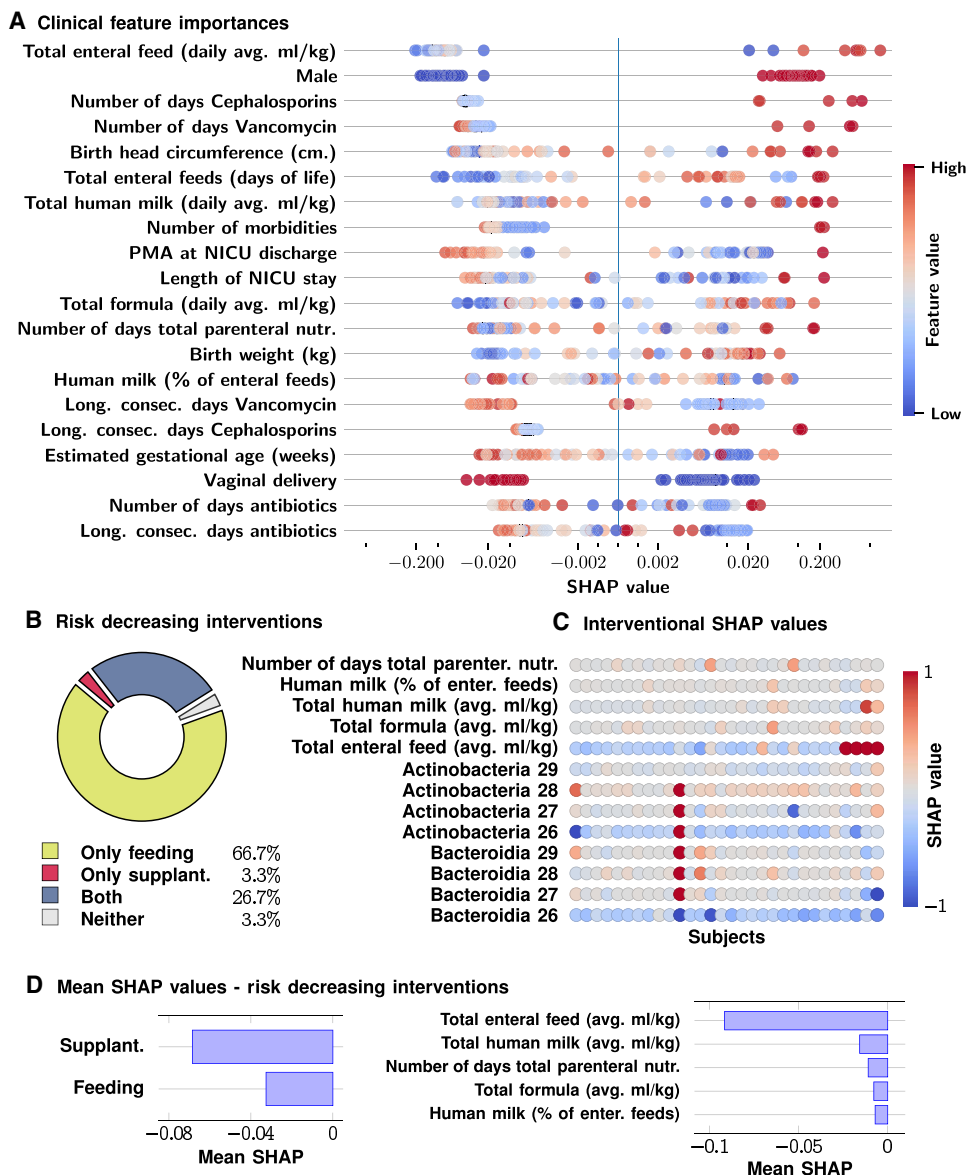 A Clinical feature importances
Total enteral feed (daily avg. ml/kg)
Male
Number of days Cephalosporins
Number of days Vancomycin
Birth head circumference (cm.)
Total enteral feeds (days of life)
Total human milk (daily avg. ml/kg)
Number of morbidities
PMA at NICU discharge
Length of NICU stay
Total formula (daily avg. ml/kg)
Number of days total parenteral nutr.
Birth weight (kg)
Human milk (% of enteral feeds)
Long. consec. days Vancomycin
Long. consec. days Cephalosporins
Estimated gestational age (weeks)
Vaginal delivery
Number of days antibiotics
Long. consec. days antibiotics
−0.200 −0.020 −0.002 0.002 0.020 0.200
SHAP value
High
Feature value
Low
B Risk decreasing interventions
Only feeding 66.7%
Only supplant. 3.3%
Both 26.7%
Neither 3.3%
C Interventional SHAP values
Number of days total parenter. nutr.
Human milk (% of enter. feeds)
Total human milk (avg. ml/kg)
Total formula (avg. ml/kg)
Total enteral feed (avg. ml/kg)
Actinobacteria 29
Actinobacteria 28
Actinobacteria 27
Actinobacteria 26
Bacteroidia 29
Bacteroidia 28
Bacteroidia 27
Bacteroidia 26
Subjects
1
SHAP value
−1
D Mean SHAP values - risk decreasing interventions
Supplant.
Feeding
−0.08 −0.04 0
Mean SHAP
Total enteral feed (avg. ml/kg)
Total human milk (avg. ml/kg)
Number of days total parenteral nutr.
Total formula (avg. ml/kg)
Human milk (% of enter. feeds)
−0.1 −0.05 0
Mean SHAP